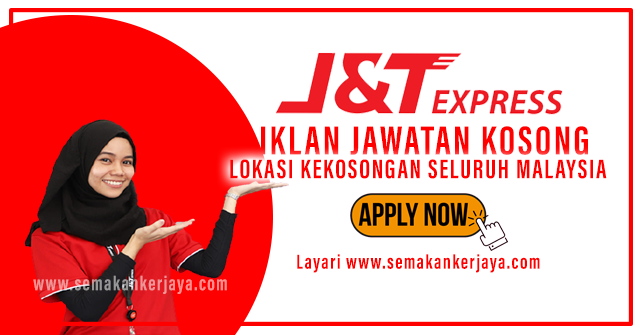 J&T EXPRESS
IKLAN JAWATAN KOSONG
LOKASI KEKOSONGAN SELURUH MALAYSIA
APPLY NOW
Layari www.semakankerjaya.com
www.semakankerjaya.com